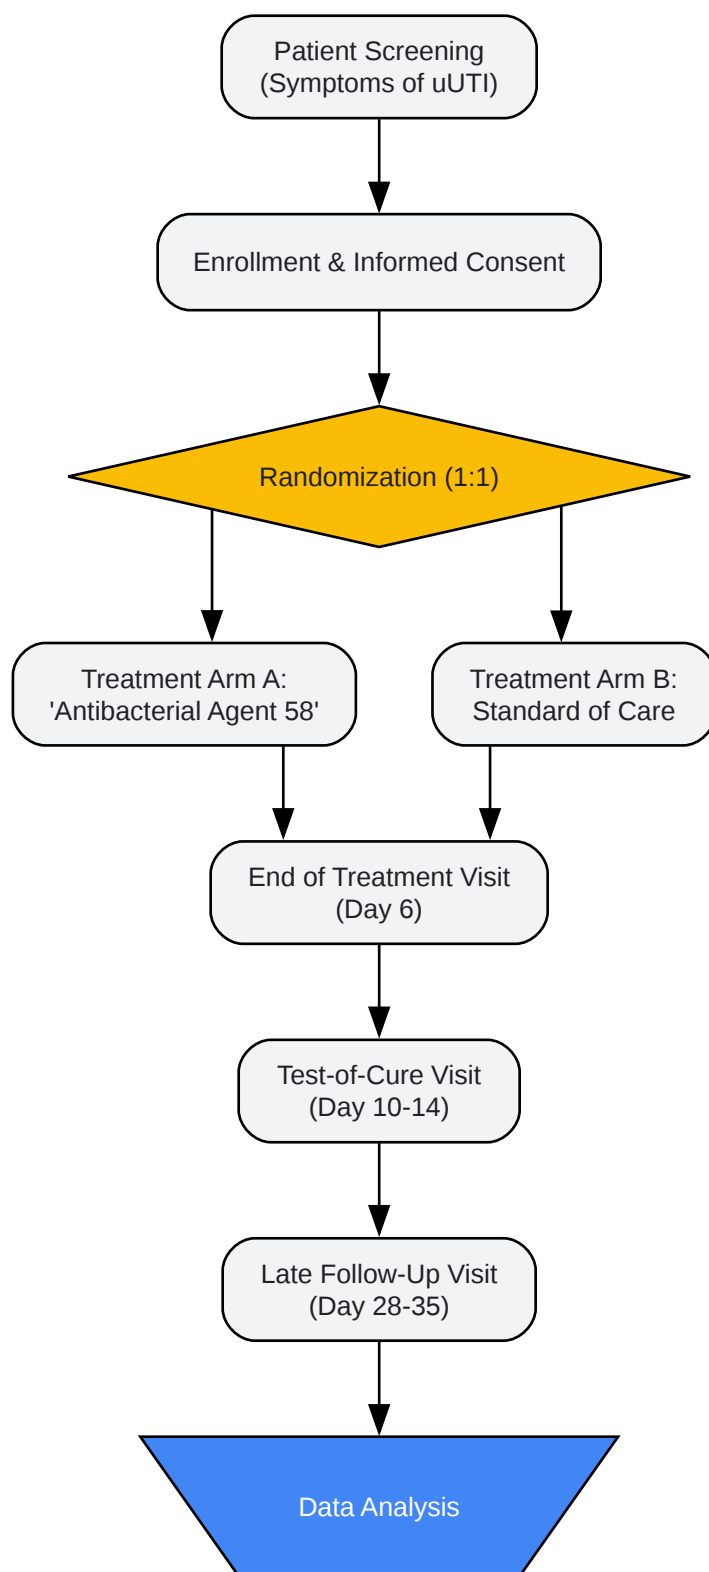 Patient Screening
(Symptoms of uUTI)
Enrollment & Informed Consent
Randomization (1:1)
Treatment Arm A:
'Antibacterial Agent 58'
Treatment Arm B:
Standard of Care
End of Treatment Visit
(Day 6)
Test-of-Cure Visit
(Day 10-14)
Late Follow-Up Visit
(Day 28-35)
Data Analysis